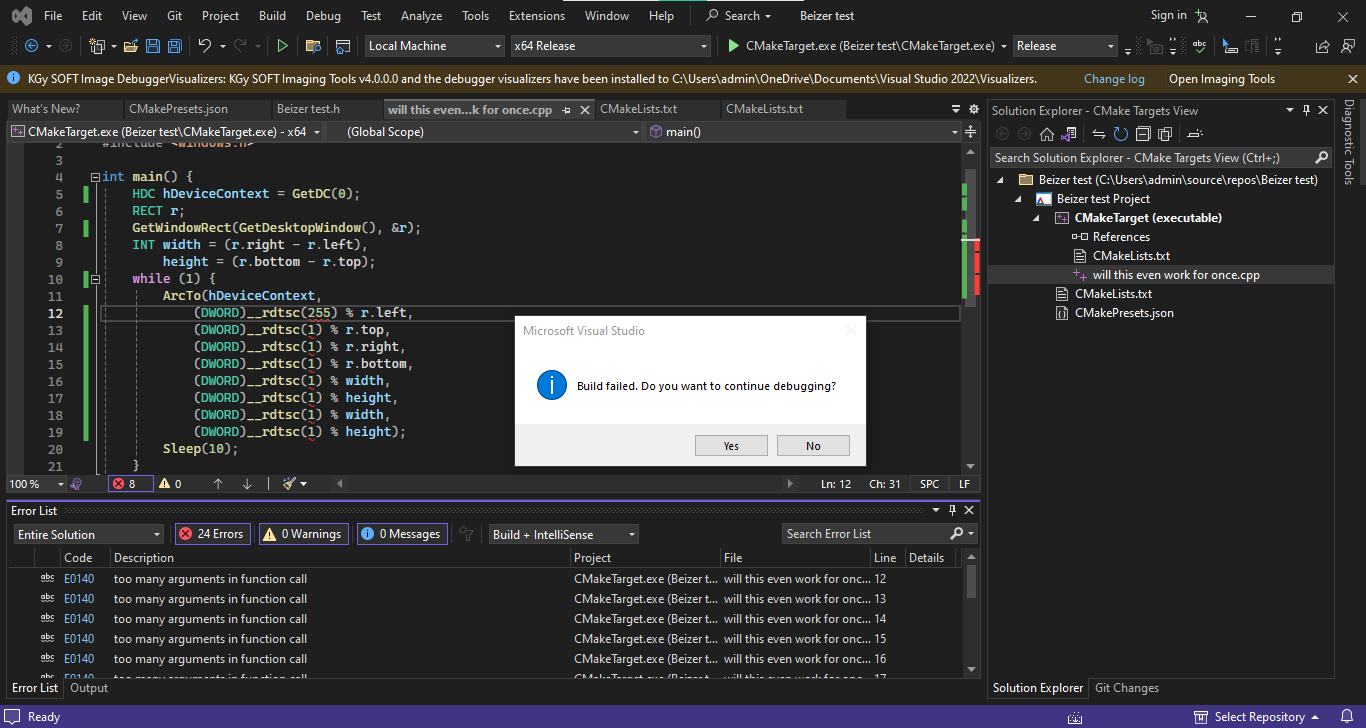 File Edit View Git Project Build Debug Test Analyze Tools Extensions Window Help Search Beizer test Sign in
Local Machine x64 Release CMakeTarget.exe (Beizer test\CMakeTarget.exe) Release
KGy SOFT Image DebuggerVisualizers: KGy SOFT Imaging Tools v4.0.0.0 and the debugger visualizers have been installed to C:\Users\admin\OneDrive\Documents\Visual Studio 2022\Visualizers. Change log Open Imaging Tools
What's New? CMakePresets.json Beizer test.h will this even...k for once.cpp CMakeLists.txt CMakeLists.txt
CMakeTarget.exe (Beizer test\CMakeTarget.exe) - x64 (Global Scope) main()
2 #include <windows.h>
3
4 int main() {
5 HDC hDeviceContext = GetDC(0);
6 RECT r;
7 GetWindowRect(GetDesktopWindow(), &r);
8 INT width = (r.right - r.left),
9 height = (r.bottom - r.top);
10 while (1) {
11 ArcTo(hDeviceContext,
12 (DWORD)__rdtsc(255) % r.left,
13 (DWORD)__rdtsc(1) % r.top,
14 (DWORD)__rdtsc(1) % r.right,
15 (DWORD)__rdtsc(1) % r.bottom,
16 (DWORD)__rdtsc(1) % width,
17 (DWORD)__rdtsc(1) % height,
18 (DWORD)__rdtsc(1) % width,
19 (DWORD)__rdtsc(1) % height);
20 Sleep(10);
21 }
Microsoft Visual Studio
Build failed. Do you want to continue debugging?
Yes No
100 % 8 0 Ln: 12 Ch: 31 SPC LF
Solution Explorer - CMake Targets View
Search Solution Explorer - CMake Targets View (Ctrl+;)
Beizer test (C:\Users\admin\source\repos\Beizer test)
Beizer test Project
CMakeTarget (executable)
References
CMakeLists.txt
will this even work for once.cpp
CMakeLists.txt
CMakePresets.json
Diagnostic Tools
Error List
Entire Solution 24 Errors 0 Warnings 0 Messages Build + IntelliSense Search Error List
Code Description Project File Line Details
abc E0140 too many arguments in function call CMakeTarget.exe (Beizer t... will this even work for onc... 12
abc E0140 too many arguments in function call CMakeTarget.exe (Beizer t... will this even work for onc... 13
abc E0140 too many arguments in function call CMakeTarget.exe (Beizer t... will this even work for onc... 14
abc E0140 too many arguments in function call CMakeTarget.exe (Beizer t... will this even work for onc... 15
abc E0140 too many arguments in function call CMakeTarget.exe (Beizer t... will this even work for onc... 16
abc E0140 too many arguments in function call CMakeTarget.exe (Beizer t... will this even work for onc... 17
Error List Output
Solution Explorer Git Changes
Ready Select Repository